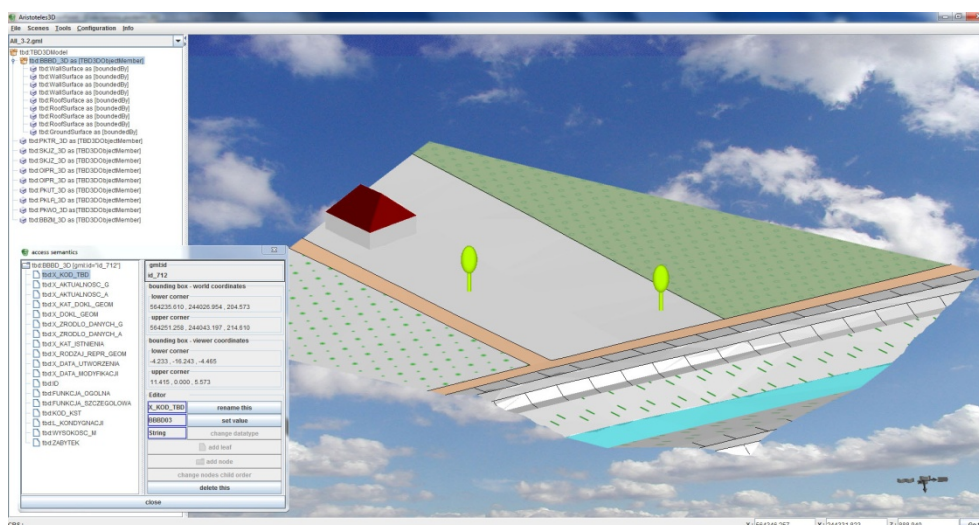 Aristoteles3D
File Scenes Tools Configuration Info
All_3-2.gml
tbd:TBD3DModel
tbd:BBBD_3D as [TBD3DObjectMember]
tbd:WallSurface as [boundedBy]
tbd:WallSurface as [boundedBy]
tbd:WallSurface as [boundedBy]
tbd:WallSurface as [boundedBy]
tbd:RoofSurface as [boundedBy]
tbd:RoofSurface as [boundedBy]
tbd:RoofSurface as [boundedBy]
tbd:RoofSurface as [boundedBy]
tbd:GroundSurface as [boundedBy]
tbd:PKTR_3D as [TBD3DObjectMember]
tbd:SKJZ_3D as [TBD3DObjectMember]
tbd:SKJZ_3D as [TBD3DObjectMember]
tbd:OIPR_3D as [TBD3DObjectMember]
tbd:OIPR_3D as [TBD3DObjectMember]
tbd:PKUT_3D as [TBD3DObjectMember]
tbd:PKLR_3D as [TBD3DObjectMember]
tbd:PKWO_3D as [TBD3DObjectMember]
tbd:BBZM_3D as [TBD3DObjectMember]
access semantics
tbd:BBBD_3D [gml:id="id_712"]
tbd:X_KOD_TBD
tbd:X_AKTUALNOSC_G
tbd:X_AKTUALNOSC_A
tbd:X_KAT_DOKL_GEOM
tbd:X_DOKL_GEOM
tbd:X_ZRODLO_DANYCH_G
tbd:X_ZRODLO_DANYCH_A
tbd:X_KAT_ISTNIENIA
tbd:X_RODZAJ_REPR_GEOM
tbd:X_DATA_UTWORZENIA
tbd:X_DATA_MODYFIKACJI
tbd:ID
tbd:FUNKCJA_OGOLNA
tbd:FUNKCJA_SZCZEGOLOWA
tbd:KOD_KST
tbd:L_KONDYGNACJI
tbd:WYSOKOSC_M
tbd:ZABYTEK
gml:id
id_712
bounding box - world coordinates
lower corner
564235.610 , 244026.954 , 204.573
upper corner
564251.258 , 244043.197 , 214.610
bounding box - viewer coordinates
lower corner
-4.233 , -16.243 , -4.465
upper corner
11.415 , 0.000 , 5.573
Editor
X_KOD_TBD rename this
BBBD03 set value
String change datatype
add leaf
add node
change nodes child order
delete this
close